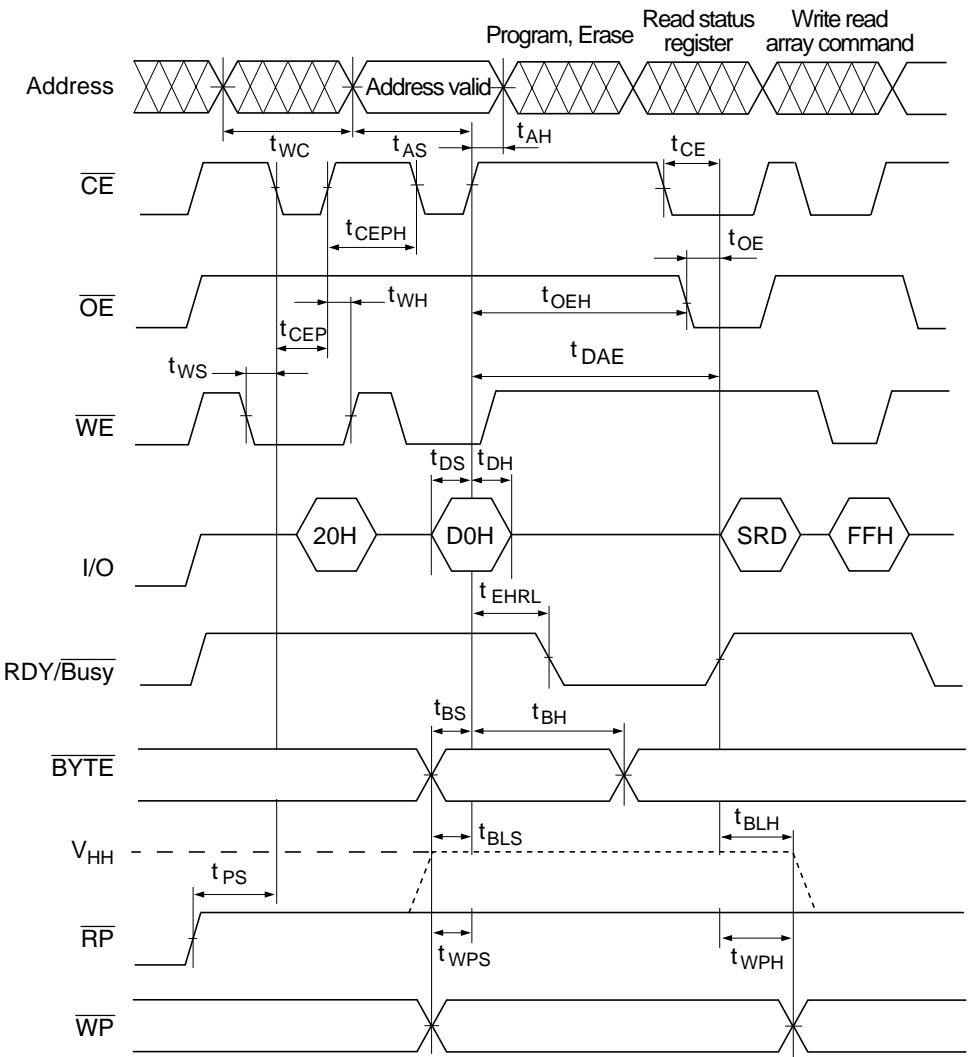 Program, Erase
Read status
register
Write read
array command
Address
Address valid
tWC
tAS
tAH
tCE
CE
tCEPH
tOE
OE
tWH
tOEH
tCEP
tDAE
tWS
WE
tDS
tDH
20H
D0H
SRD
FFH
I/O
tEHRL
RDY/Busy
tBS
tBH
BYTE
tBLS
tBLH
VHH
tPS
RP
tWPS
tWPH
WP